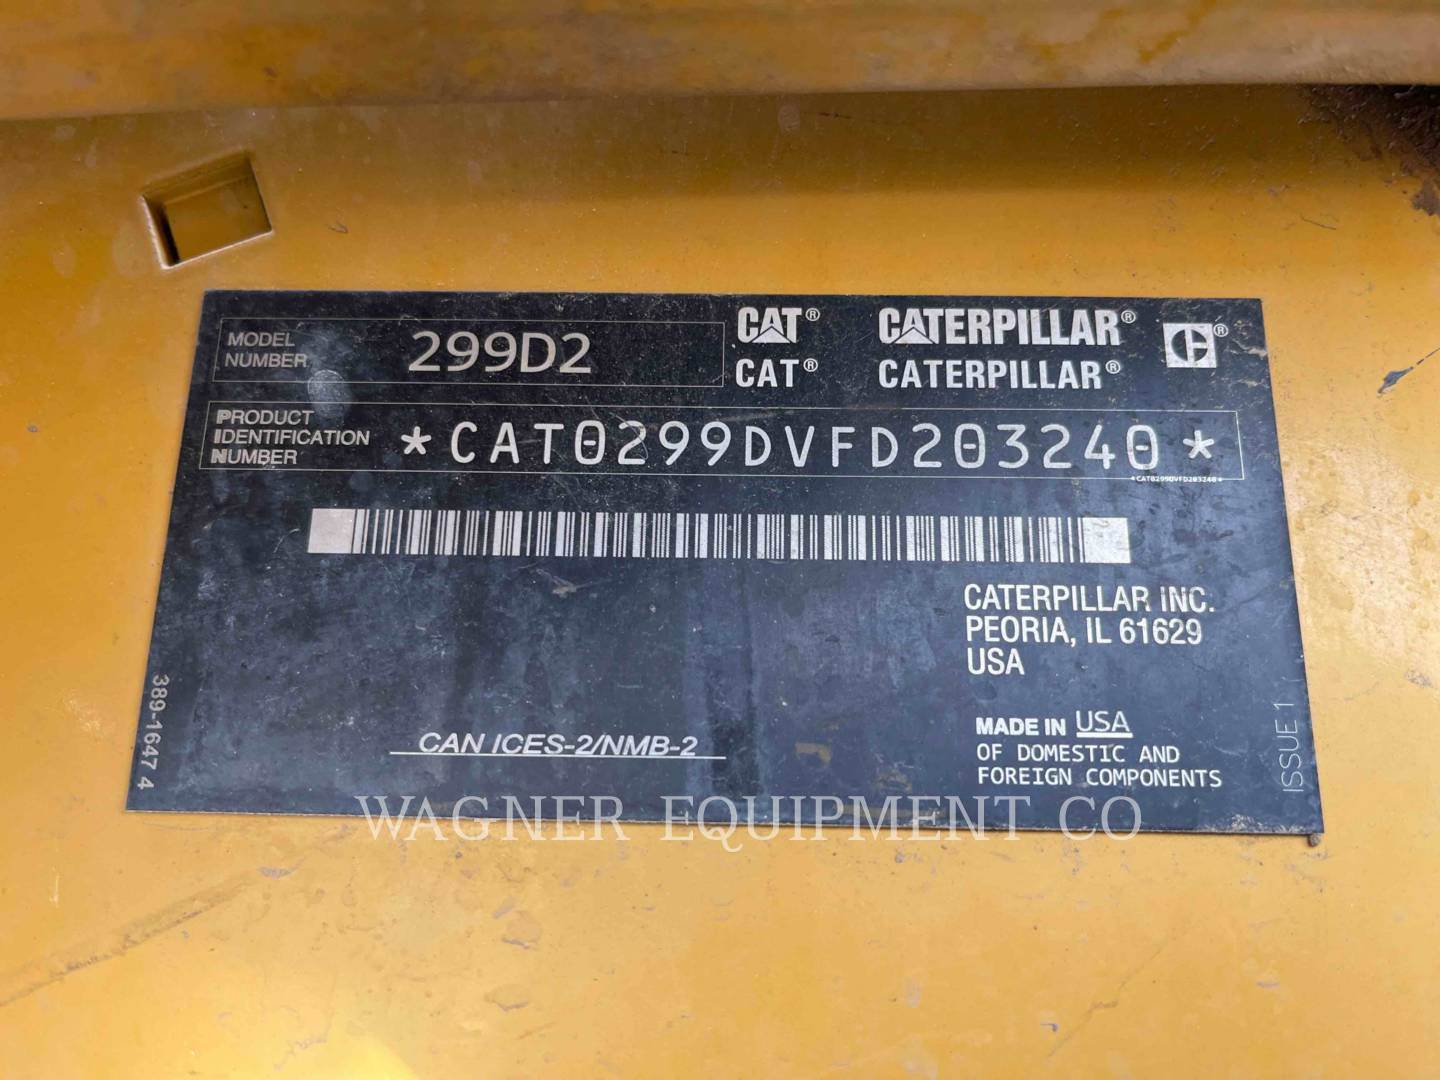 MODEL
NUMBER
299D2
CAT® CATERPILLAR® ®
CAT® CATERPILLAR®
PRODUCT
IDENTIFICATION
NUMBER
*CAT0299DVFD203240*
*CAT0299DVFD203240*
CATERPILLAR INC.
PEORIA, IL 61629
USA
389-1647 4
CAN ICES-2/NMB-2
MADE IN USA
OF DOMESTIC AND
FOREIGN COMPONENTS
ISSUE 1
WAGNER EQUIPMENT CO